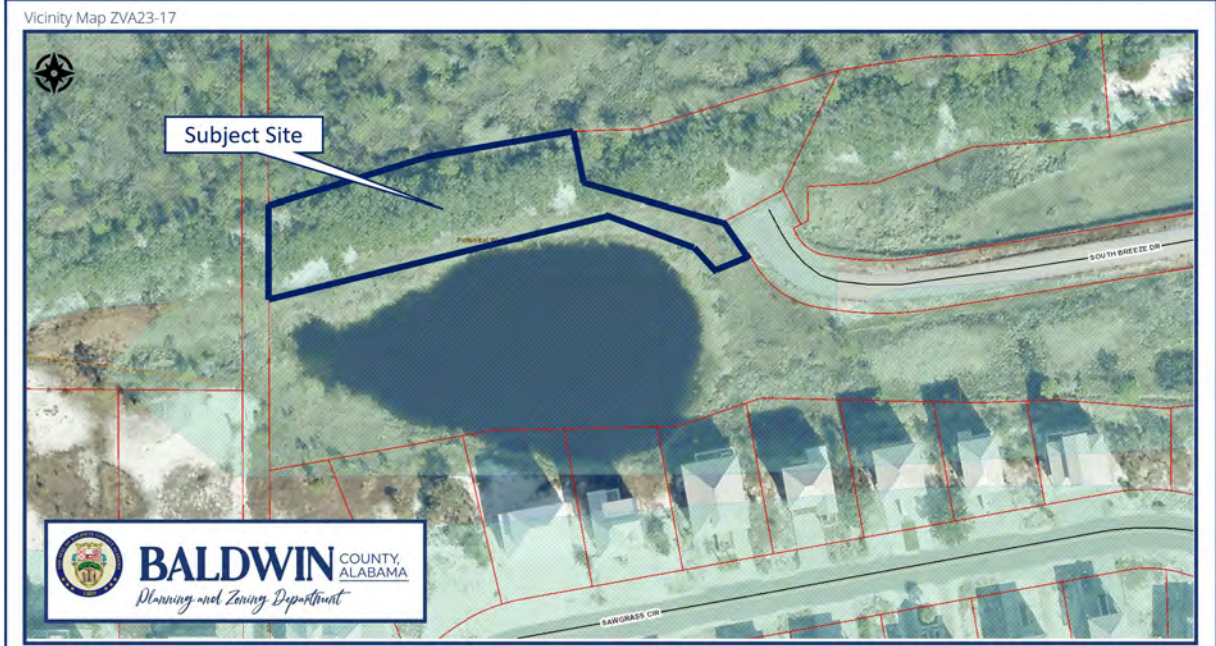 Vicinity Map ZVA23-17
Subject Site
SOUTH BREEZE DR
BALDWIN COUNTY,
ALABAMA
Planning and Zoning Department
SAWGRASS CIR